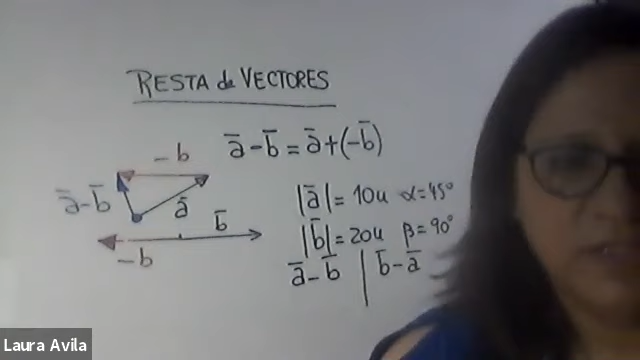 RESTA de VECTORES
a̅ - b̅ = a̅ + (-b̅)
-b
a̅ - b̅
a̅
b̅
-b
|a̅| = 10u α = 45°
|b̅| = 20u β = 90°
a̅ - b̅ | b̅ - a̅
Laura Avila